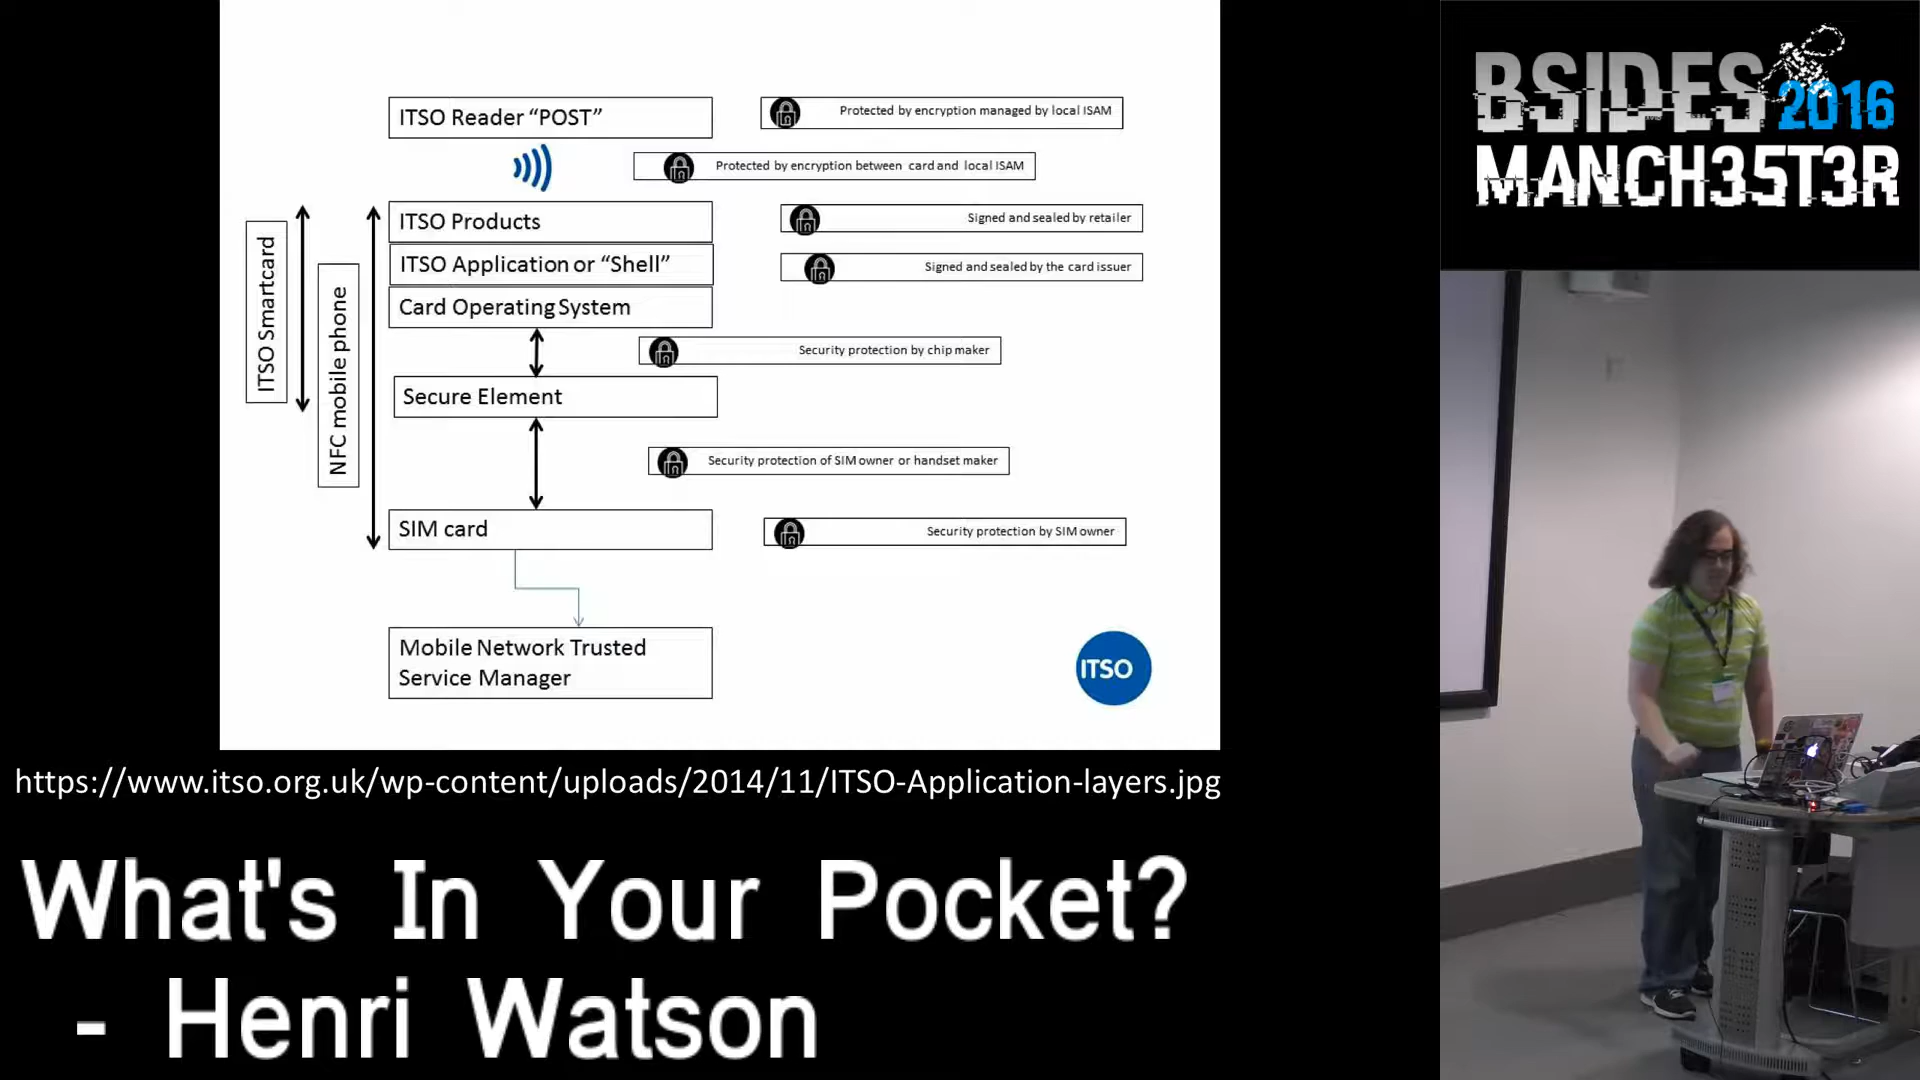 ITSO Reader “POST”
Protected by encryption managed by local ISAM
Protected by encryption between card and local ISAM
ITSO Products
Signed and sealed by retailer
ITSO Application or “Shell”
Signed and sealed by the card issuer
Card Operating System
Security protection by chip maker
Secure Element
Security protection of SIM owner or handset maker
SIM card
Security protection by SIM owner
Mobile Network Trusted
Service Manager
ITSO Smartcard
NFC mobile phone
ITSO
https://www.itso.org.uk/wp-content/uploads/2014/11/ITSO-Application-layers.jpg
What's In Your Pocket?
- Henri Watson
BSIDES 2016
MANCH35T3R